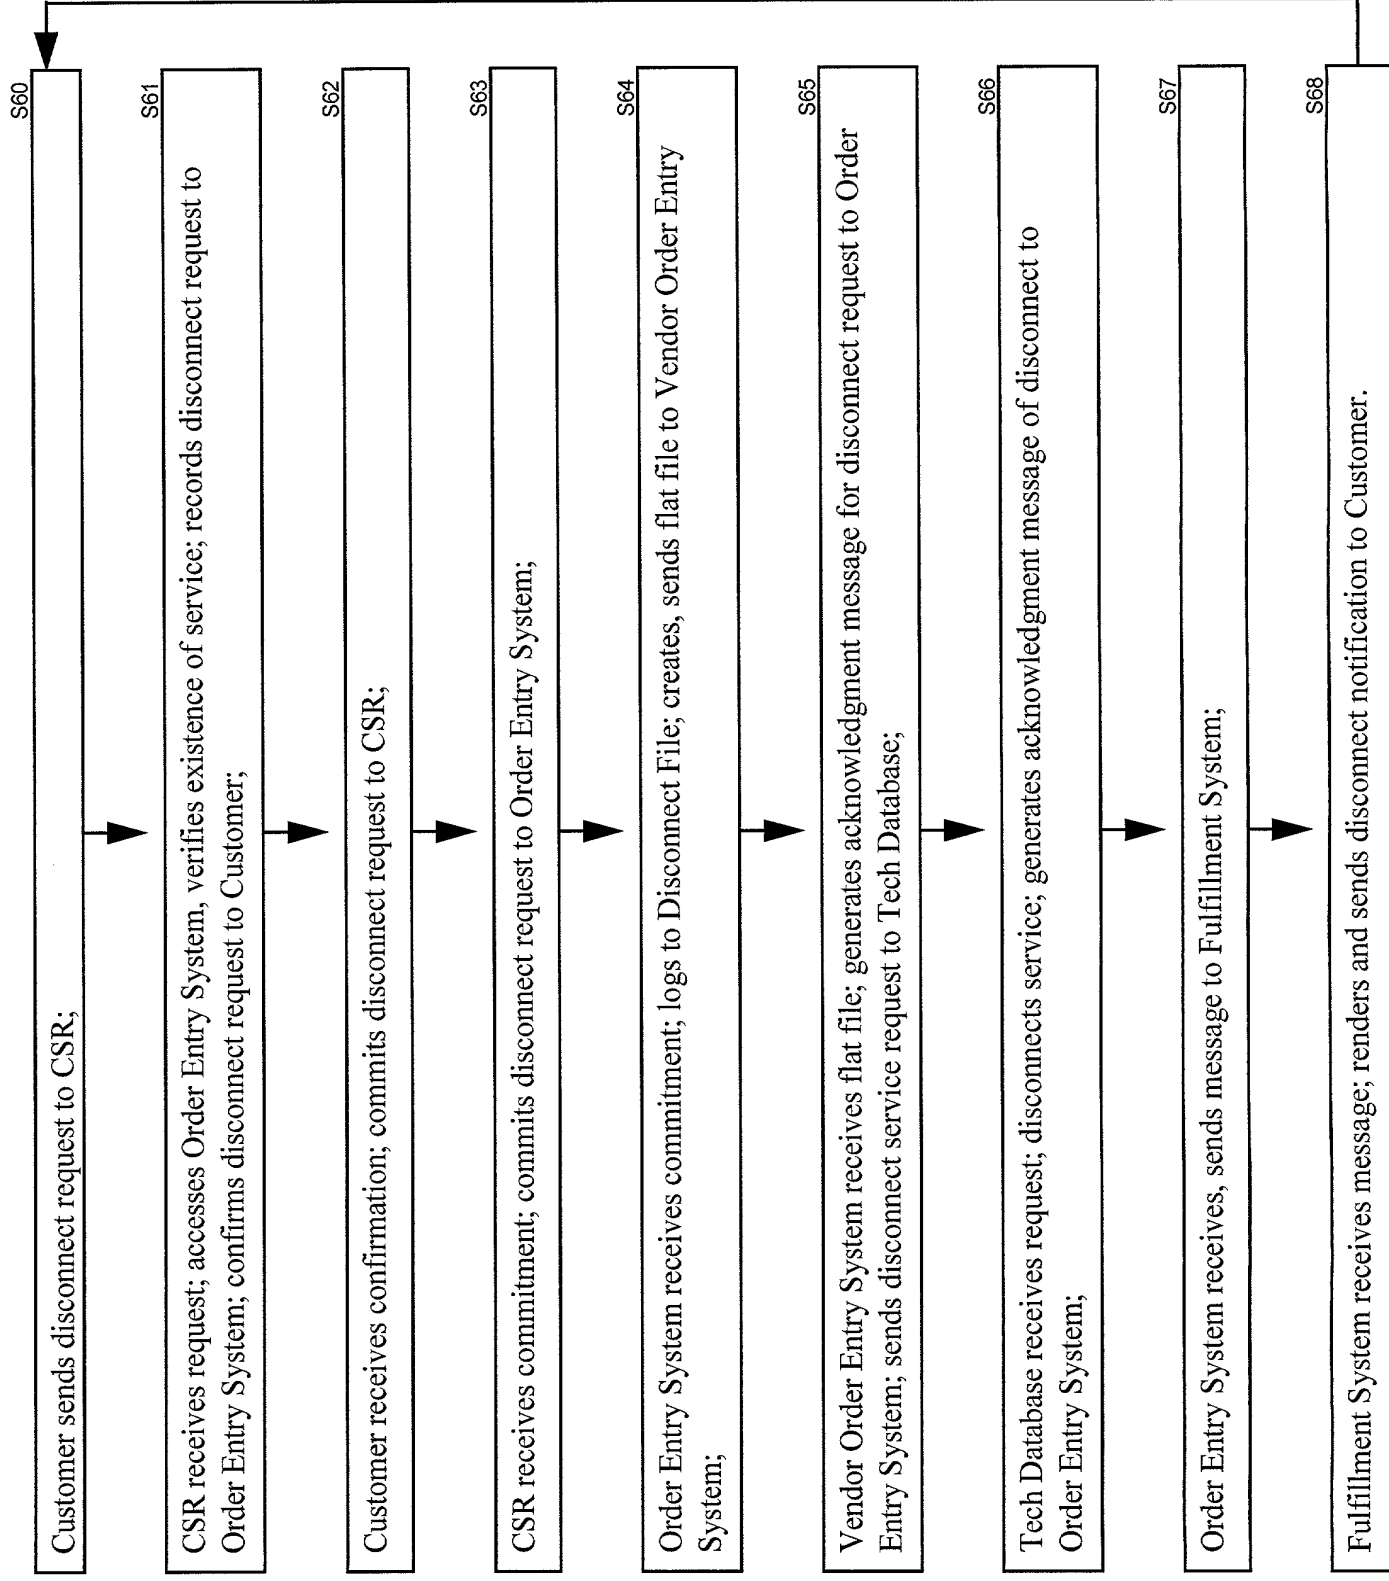 S60
Customer sends disconnect request to CSR;
S61
CSR receives request; accesses Order Entry System, verifies existence of service; records disconnect request to
Order Entry System; confirms disconnect request to Customer;
S62
Customer receives confirmation; commits disconnect request to CSR;
S63
CSR receives commitment; commits disconnect request to Order Entry System;
S64
Order Entry System receives commitment; logs to Disconnect File; creates, sends flat file to Vendor Order Entry
System;
S65
Vendor Order Entry System receives flat file; generates acknowledgment message for disconnect request to Order
Entry System; sends disconnect service request to Tech Database;
S66
Tech Database receives request; disconnects service; generates acknowledgment message of disconnect to
Order Entry System;
S67
Order Entry System receives, sends message to Fulfillment System;
S68
Fulfillment System receives message; renders and sends disconnect notification to Customer.